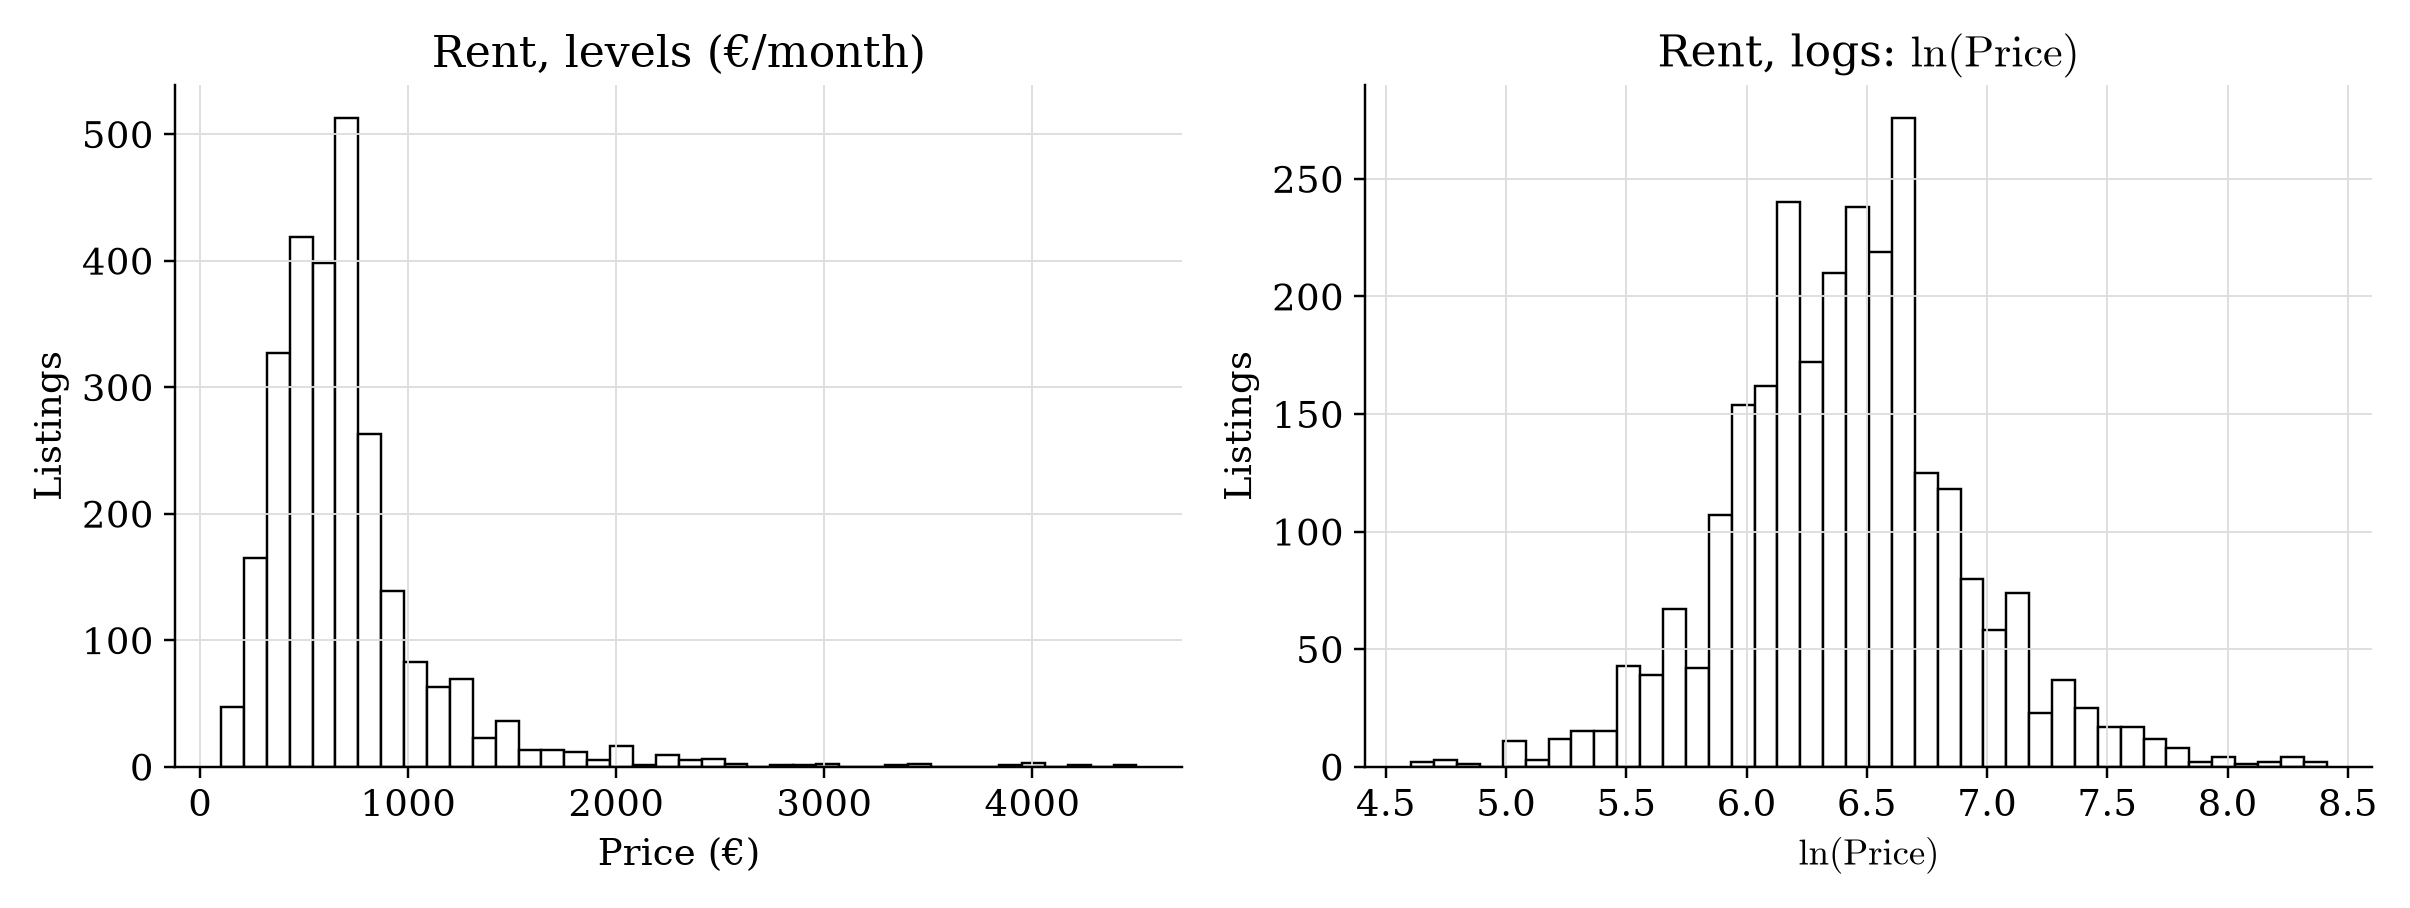 Rent, levels (€/month)
Listings
500
400
300
200
100
0
0 1000 2000 3000 4000
Price (€)
Rent, logs: ln(Price)
Listings
250
200
150
100
50
0
4.5 5.0 5.5 6.0 6.5 7.0 7.5 8.0 8.5
ln(Price)